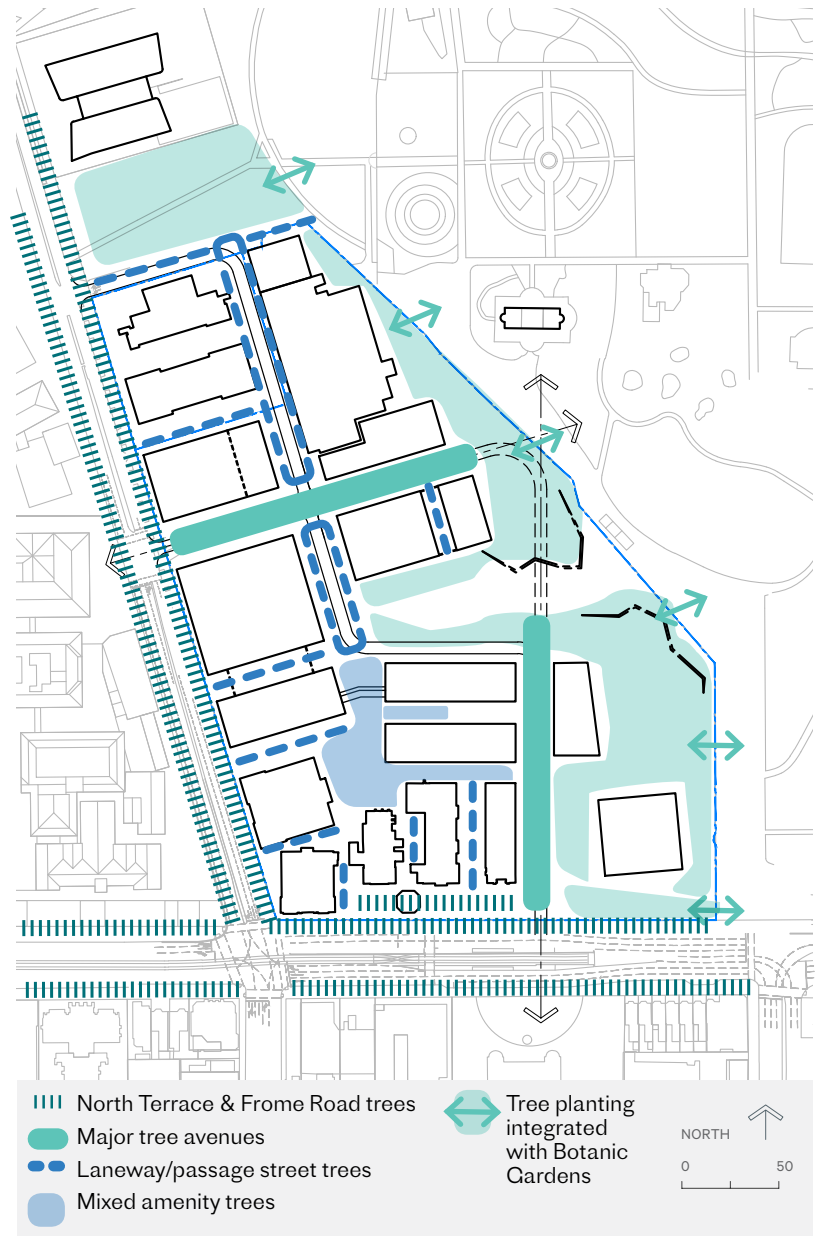 North Terrace & Frome Road trees
Major tree avenues
Laneway/passage street trees
Mixed amenity trees
Tree planting
integrated
with Botanic
Gardens
NORTH
0 50